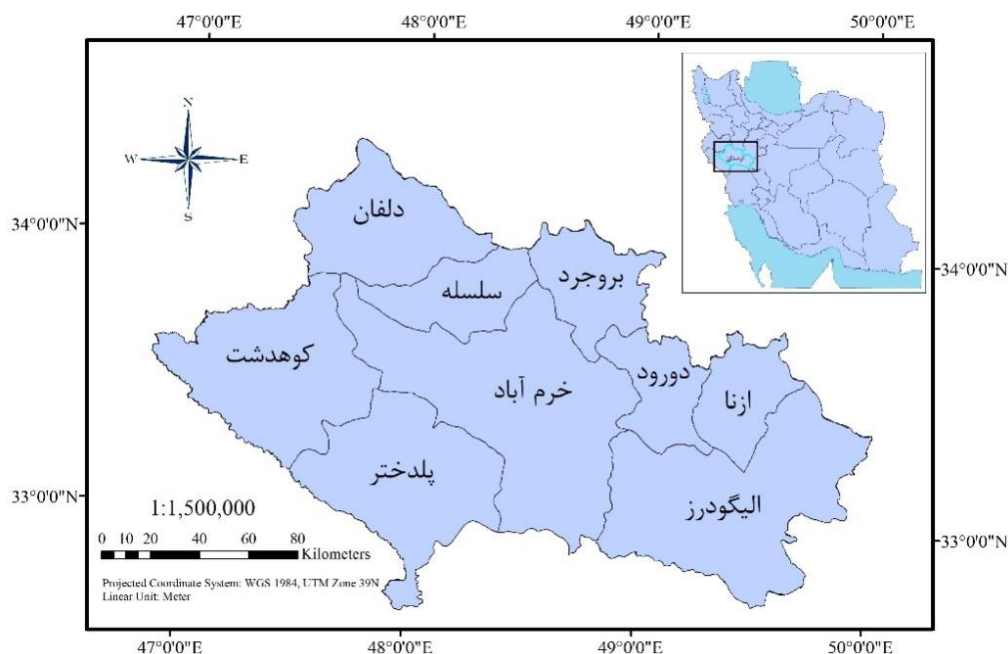 47°0'0"E
48°0'0"E
49°0'0"E
50°0'0"E
N
W
E
S
34°0'0"N
34°0'0"N
دلفان
سلسله
بروجرد
کوهدشت
خرم آباد
دورود
ازنا
پلدختر
الیگودرز
33°0'0"N
33°0'0"N
1:1,500,000
0 10 20 40 60 80
Kilometers
Projected Coordinate System: WGS 1984, UTM Zone 39N
Linear Unit: Meter
47°0'0"E
48°0'0"E
49°0'0"E
50°0'0"E